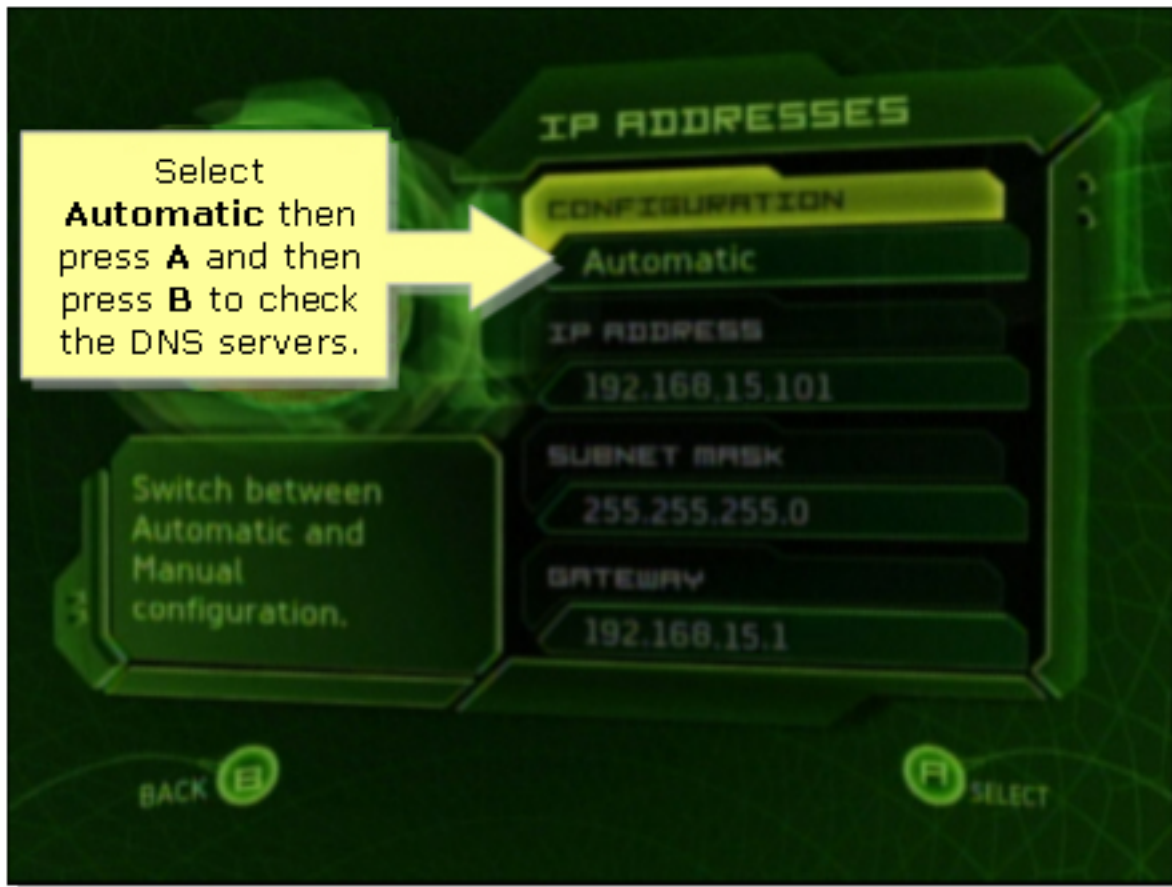 IP ADDRESSES
Select
Automatic then
press A and then
press B to check
the DNS servers.
CONFIGURATION
Automatic
IP ADDRESS
192.168.15.101
SUBNET MASK
255.255.255.0
GATEWAY
192.168.15.1
Switch between
Automatic and
Manual
configuration.
BACK B
A SELECT